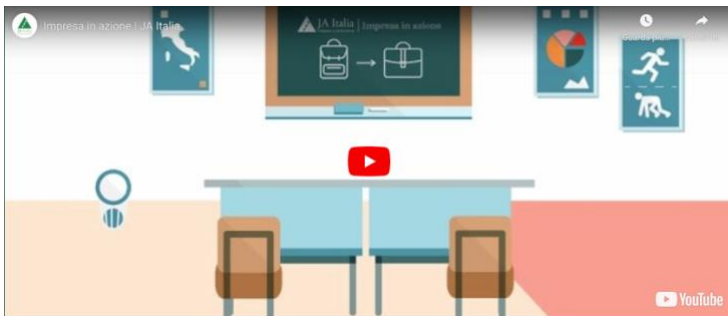 Impresa in azione | JA Italia
JA Italia | Impresa in azione
YouTube